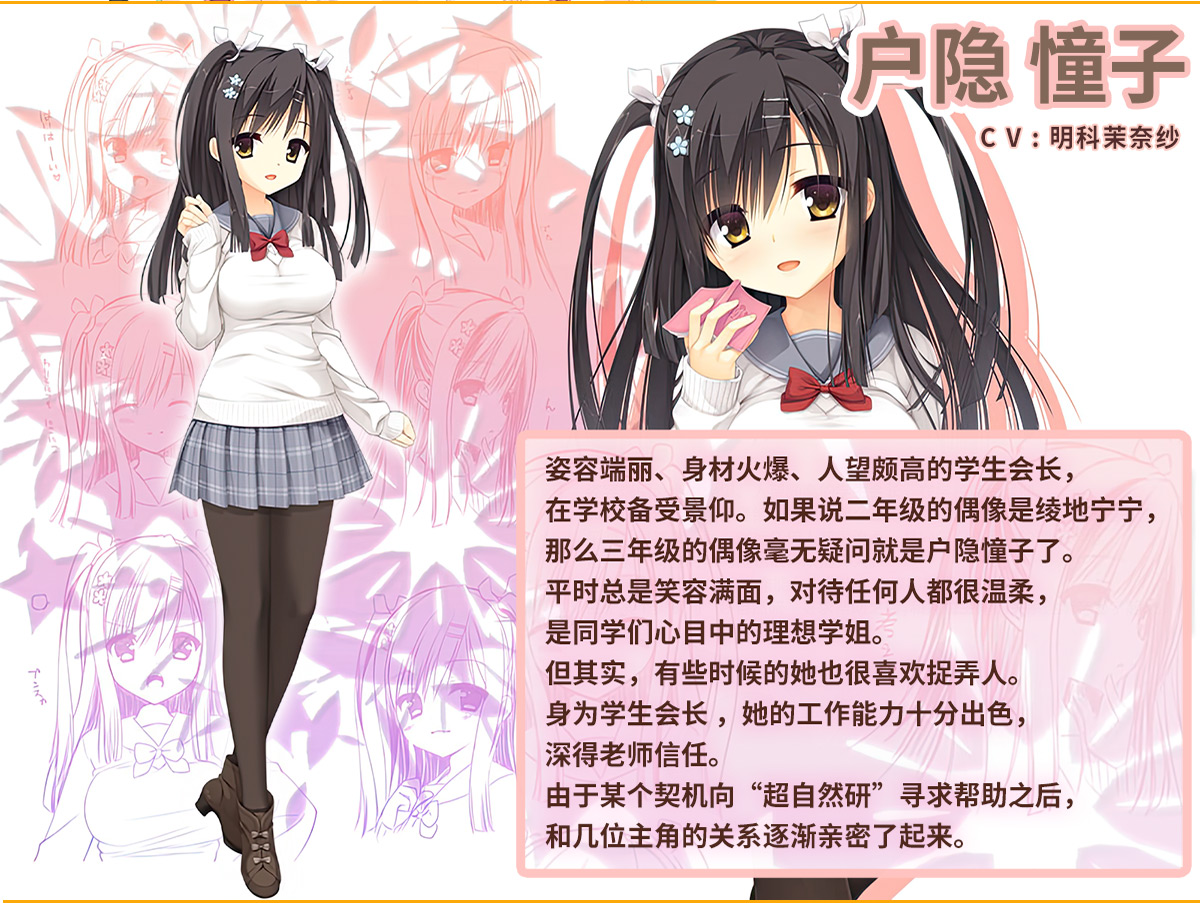 户隐 憧子
CV:明科茉奈纱
姿容端丽、身材火爆、人望颇高的学生会长，
在学校备受景仰。如果说二年级的偶像是绫地宁宁，
那么三年级的偶像毫无疑问就是户隐憧子了。
平时总是笑容满面，对待任何人都很温柔，
是同学们心目中的理想学姐。
但其实，有些时候的她也很喜欢捉弄人。
身为学生会长 ，她的工作能力十分出色，
深得老师信任。
由于某个契机向“超自然研”寻求帮助之后，
和几位主角的关系逐渐亲密了起来。